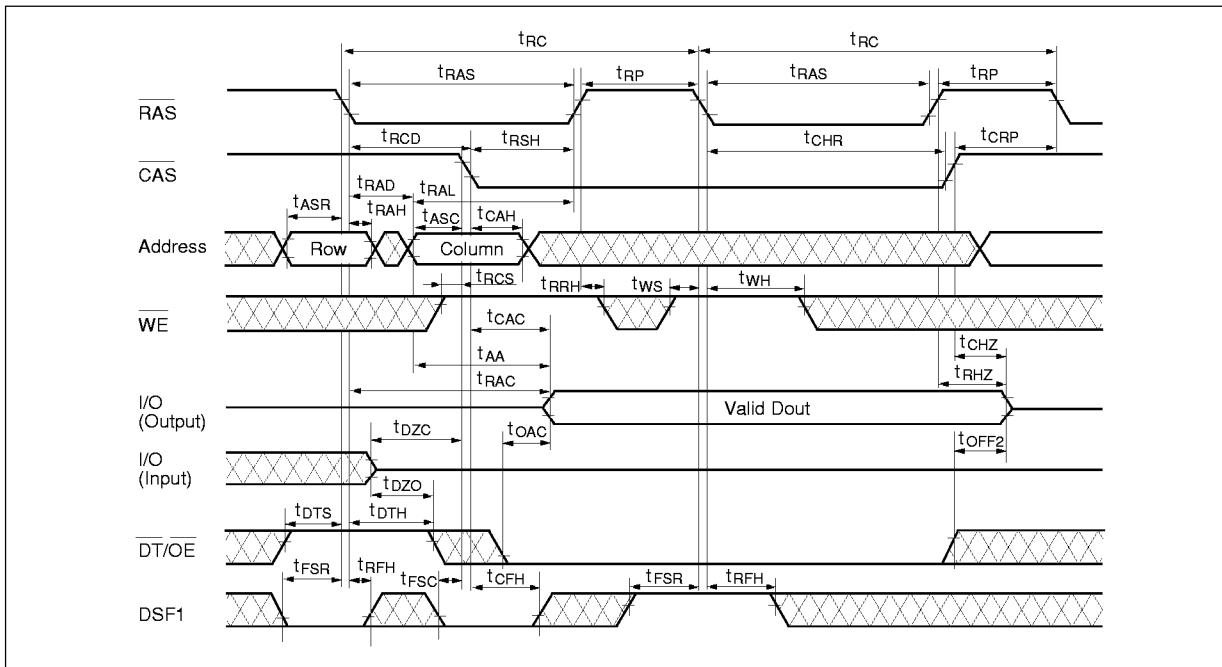 tRC tRC
tRAS tRP tRAS tRP
RAS
tRCD tRSH tCHR tCRP
CAS
tRAD tRAL
tASR tRAH tASC tCAH
Address Row Column
tRCS tRRH tWS tWH
WE
tCAC tCHZ
tAA tRHZ
tRAC
I/O
(Output)
Valid Dout
tDZC tOAC tOFF2
I/O
(Input)
tDZO
tDTS tDTH
DT/OE
tFSR tRFH tFSC tCFH tFSR tRFH
DSF1